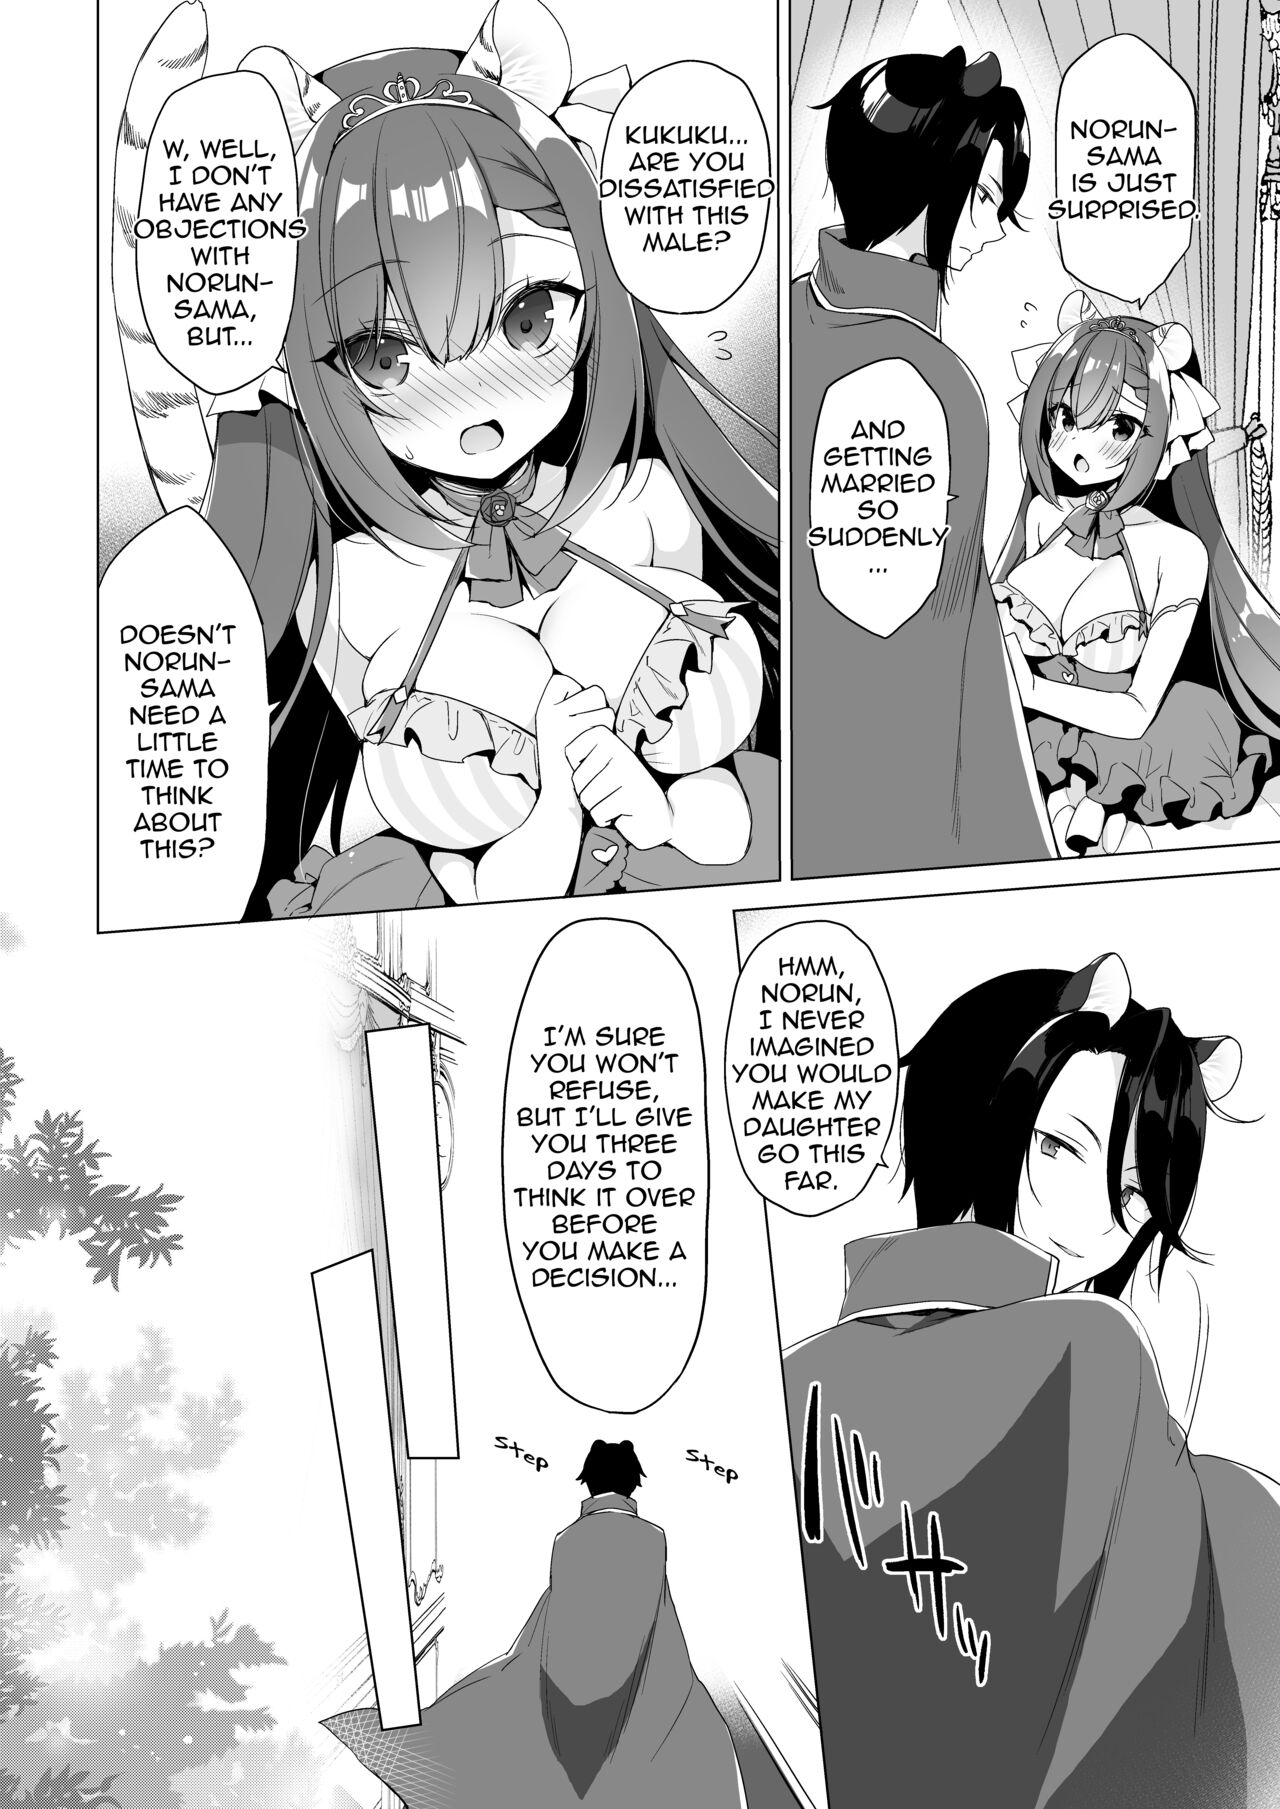 NORUN-
SAMA
IS JUST
SURPRISED.
AND
GETTING
MARRIED
SO
SUDDENLY
...
KUKUKU...
ARE YOU
DISSATISFIED
WITH THIS
MALE?
W, WELL,
I DON'T
HAVE ANY
OBJECTIONS
WITH
NORUN-
SAMA,
BUT...
DOESN'T
NORUN-
SAMA
NEED A
LITTLE
TIME TO
THINK
ABOUT
THIS?
HMM,
NORUN,
I NEVER
IMAGINED
YOU WOULD
MAKE MY
DAUGHTER
GO THIS
FAR.
バサッ
I'M SURE
YOU WON'T
REFUSE,
BUT I'LL GIVE
YOU THREE
DAYS TO
THINK IT OVER
BEFORE
YOU MAKE A
DECISION...
Step
Step